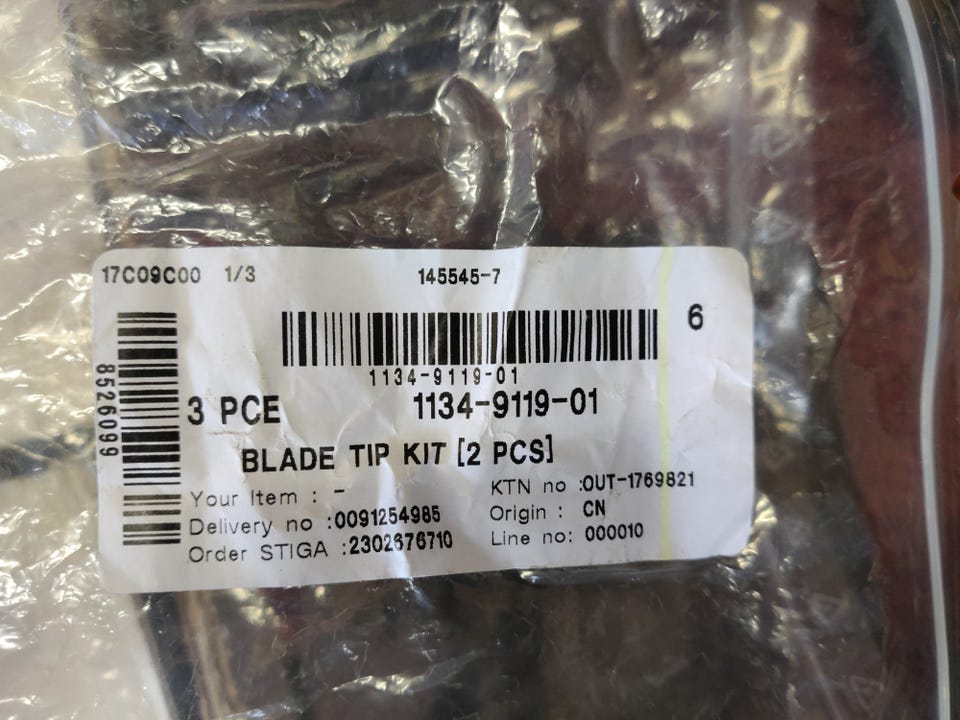 17C09C00 1/3
145545-7
6
8526099
1134-9119-01
3 PCE
1134-9119-01
BLADE TIP KIT [2 PCS]
Your Item : -
KTN no :OUT-1769821
Delivery no :0091254985
Origin : CN
Order STIGA :2302676710
Line no: 000010